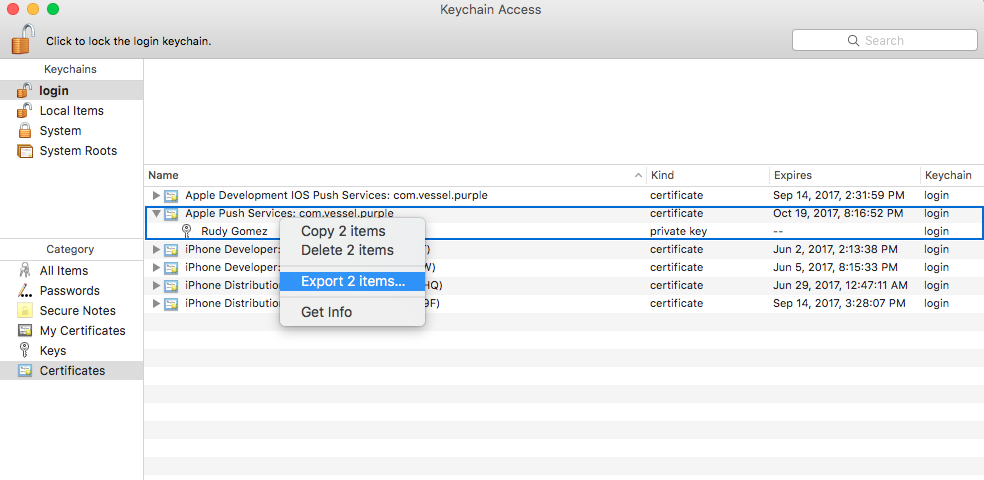 Keychain Access
Click to lock the login keychain.
Search
Keychains
login
Local Items
System
System Roots
Category
All Items
Passwords
Secure Notes
My Certificates
Keys
Certificates
Name Kind Expires Keychain
Apple Development IOS Push Services: com.vessel.purple certificate Sep 14, 2017, 2:31:59 PM login
Apple Push Services: com.vessel.purple certificate Oct 19, 2017, 8:16:52 PM login
Rudy Gomez private key -- login
iPhone Developer: certificate Jun 2, 2017, 2:13:38 PM login
iPhone Developer: W) certificate Jun 5, 2017, 8:15:33 PM login
iPhone Distributio HQ) certificate Jun 29, 2017, 12:47:11 AM login
iPhone Distributio 9F) certificate Sep 14, 2017, 3:28:07 PM login
Copy 2 items
Delete 2 items
Export 2 items...
Get Info